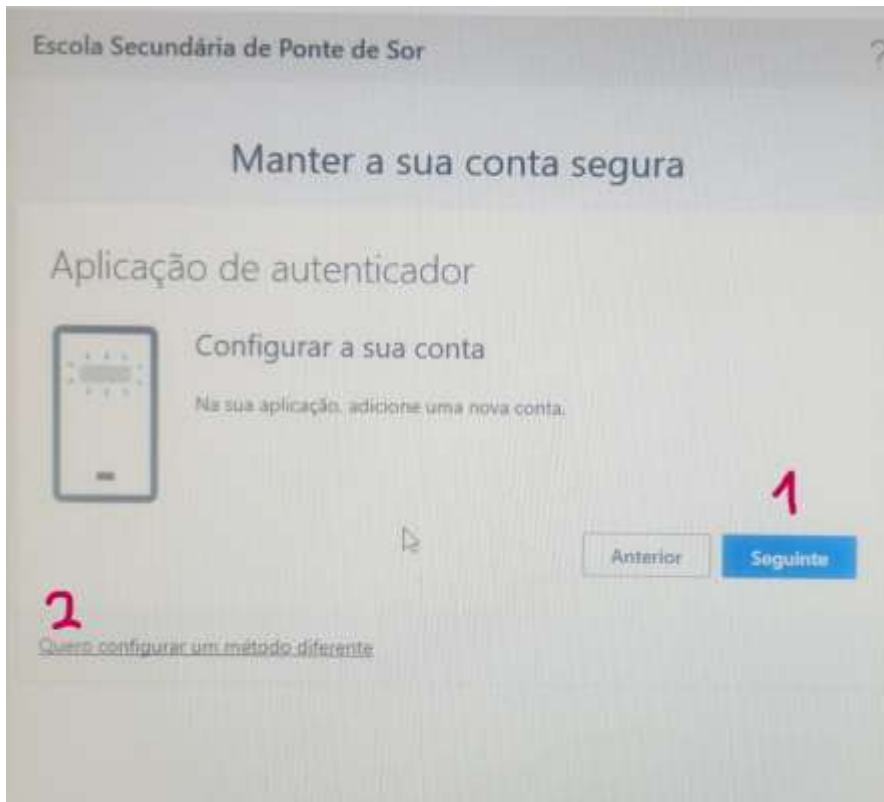 Escola Secundária de Ponte de Sor
?
Manter a sua conta segura
Aplicação de autenticador
Configurar a sua conta
Na sua aplicação, adicione uma nova conta.
1
Anterior
Seguinte
2
Quero configurar um método diferente